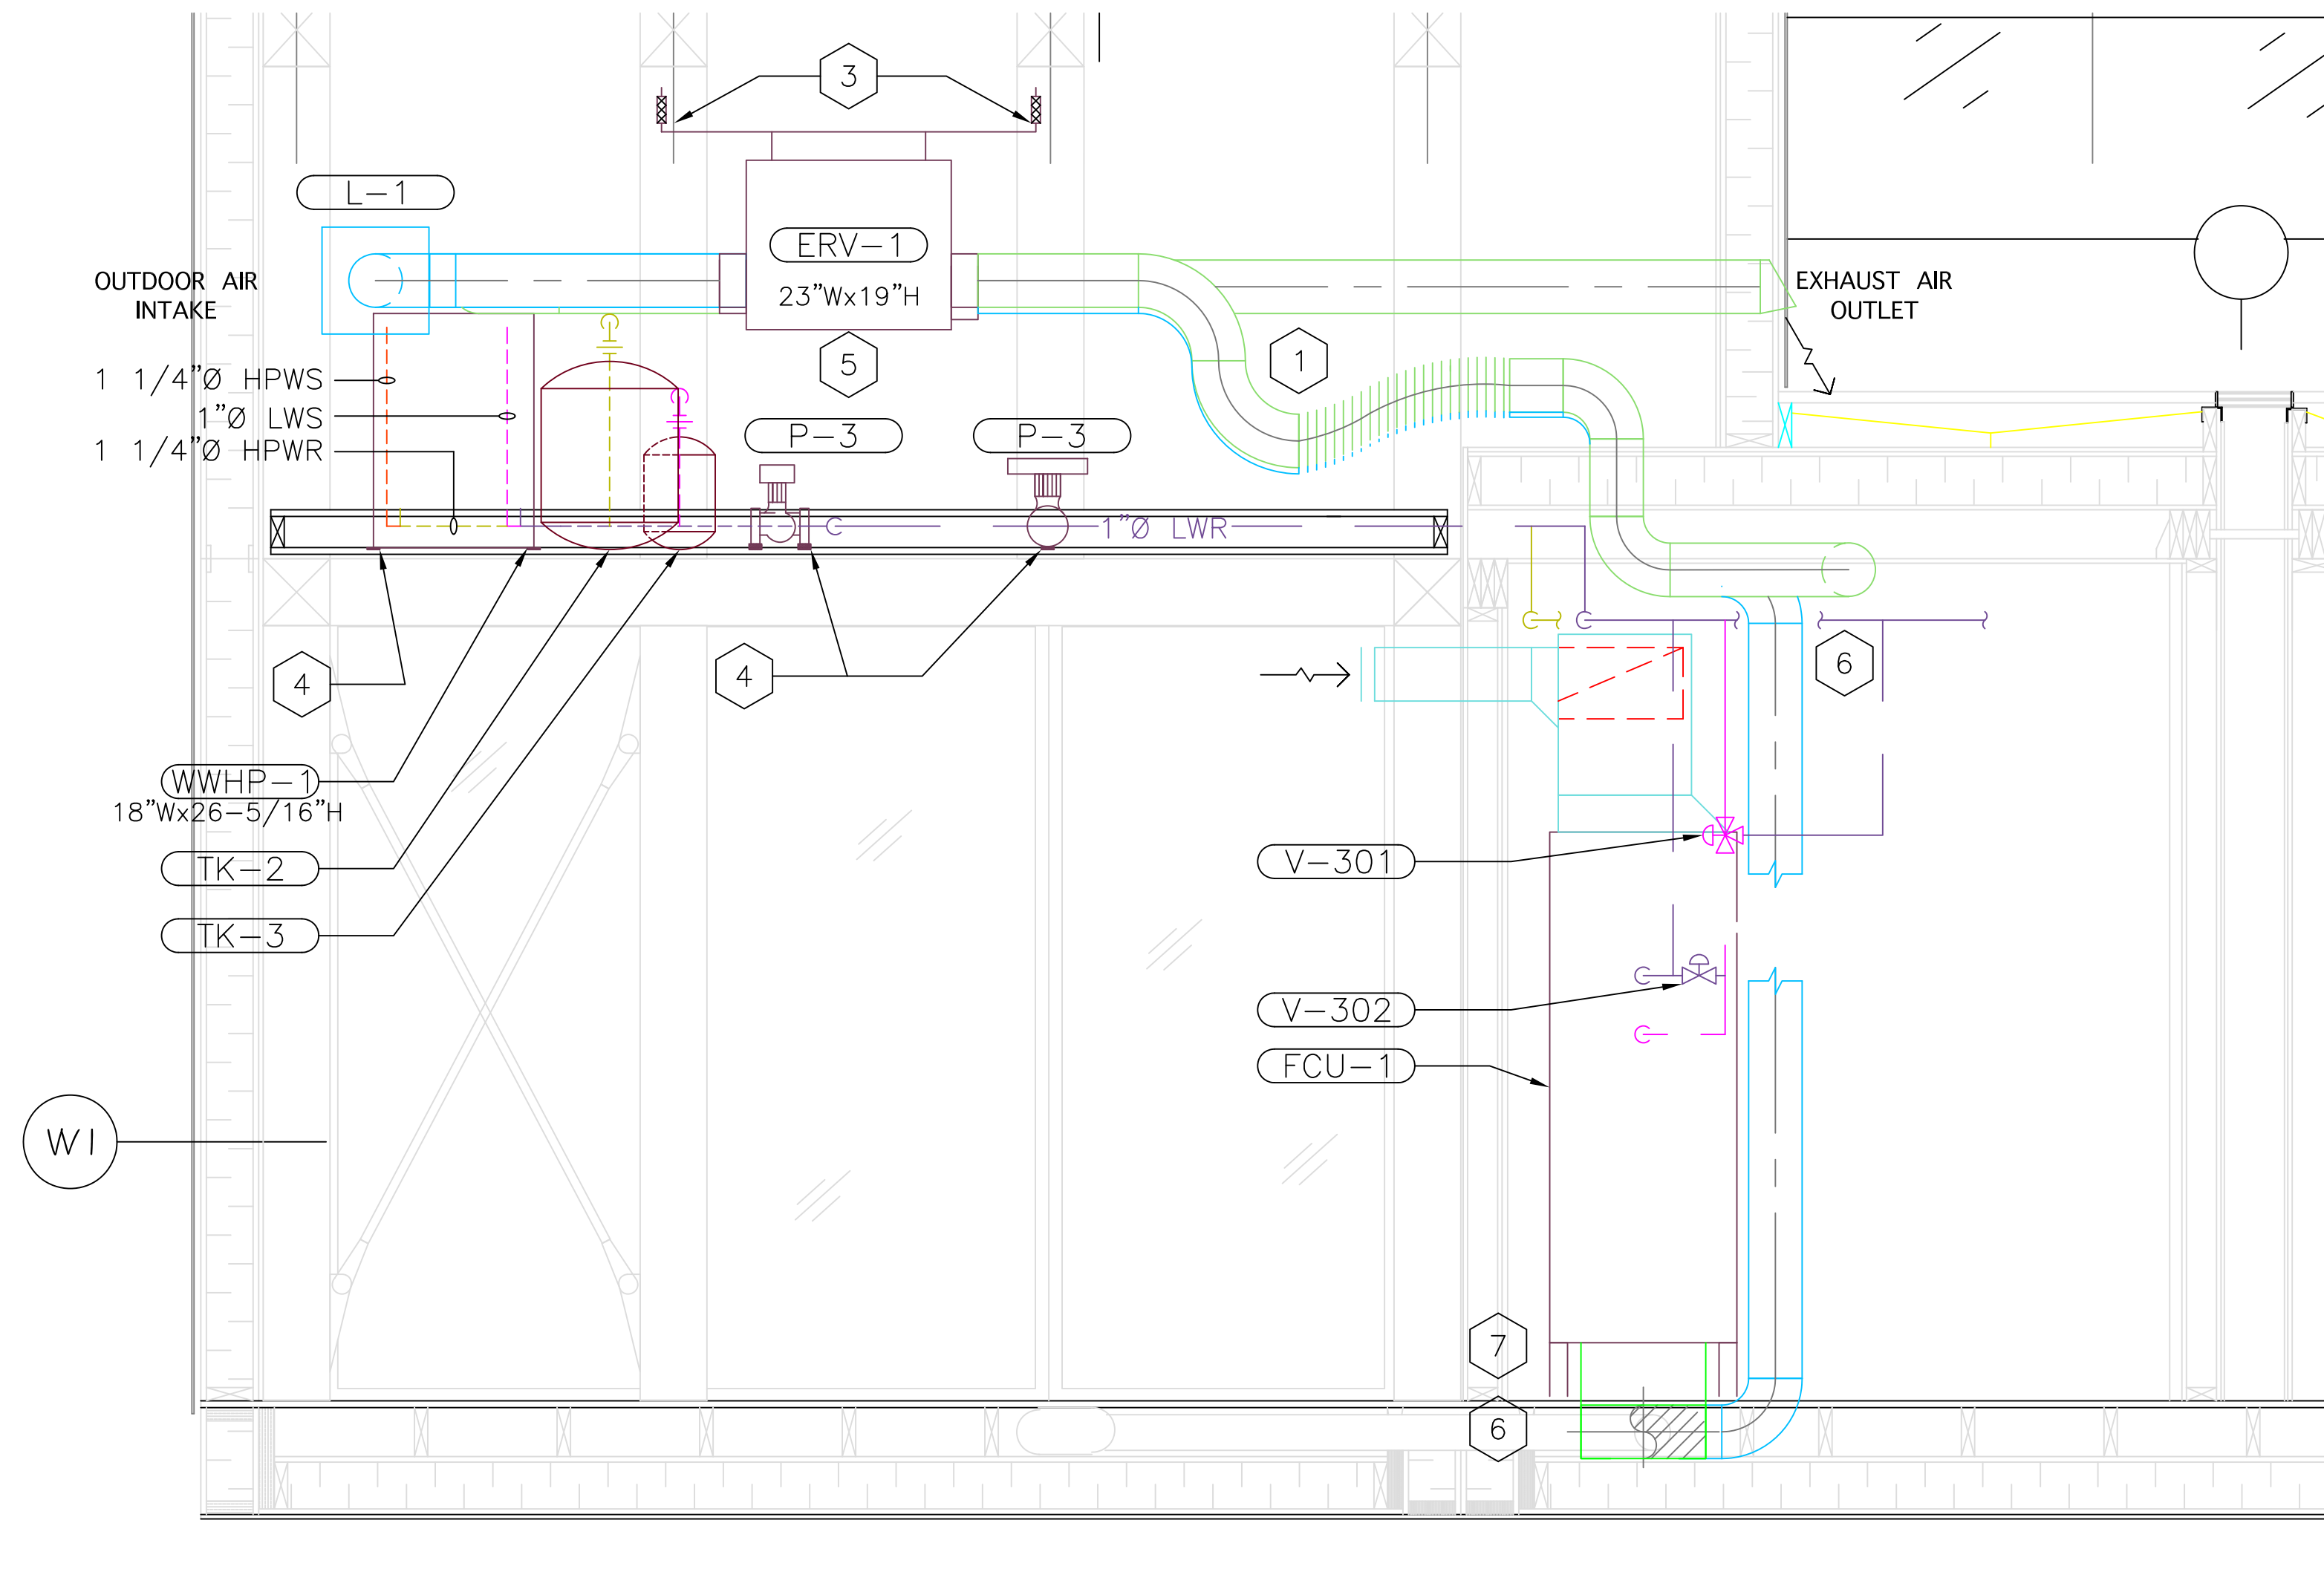 3
L-1
ERV-1
23"Wx19"H
OUTDOOR AIR
INTAKE
EXHAUST AIR
OUTLET
5
1
1 1/4"Ø HPWS
1"Ø LWS
1 1/4"Ø HPWR
P-3
P-3
1"Ø LWR
4
4
6
WWHP-1
18"Wx26-5/16"H
TK-2
TK-3
V-301
V-302
FCU-1
W1
7
6